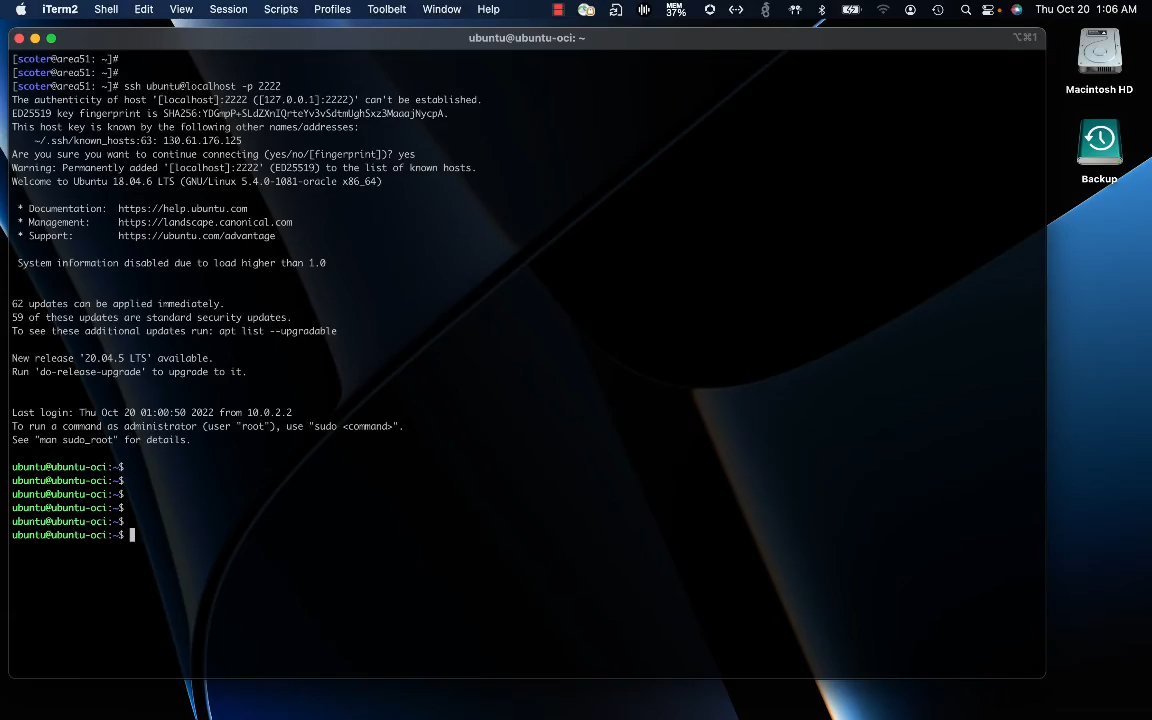 iTerm2 Shell Edit View Session Scripts Profiles Toolbelt Window Help MEM 37% Thu Oct 20 1:06 AM
ubuntu@ubuntu-oci: ~ ⌥⌘1
[scoter@area51: ~]#
[scoter@area51: ~]#
[scoter@area51: ~]# ssh ubuntu@localhost -p 2222
The authenticity of host '[localhost]:2222 ([127.0.0.1]:2222)' can't be established.
ED25519 key fingerprint is SHA256:YDGmpP+SLdZXnIQrteYv3vSdtmUghSxz3MaaajNycpA.
This host key is known by the following other names/addresses:
~/.ssh/known_hosts:63: 130.61.176.125
Are you sure you want to continue connecting (yes/no/[fingerprint])? yes
Warning: Permanently added '[localhost]:2222' (ED25519) to the list of known hosts.
Welcome to Ubuntu 18.04.6 LTS (GNU/Linux 5.4.0-1081-oracle x86_64)
* Documentation: https://help.ubuntu.com
* Management: https://landscape.canonical.com
* Support: https://ubuntu.com/advantage
System information disabled due to load higher than 1.0
62 updates can be applied immediately.
59 of these updates are standard security updates.
To see these additional updates run: apt list --upgradable
New release '20.04.5 LTS' available.
Run 'do-release-upgrade' to upgrade to it.
Last login: Thu Oct 20 01:00:50 2022 from 10.0.2.2
To run a command as administrator (user "root"), use "sudo <command>".
See "man sudo_root" for details.
ubuntu@ubuntu-oci:~$
ubuntu@ubuntu-oci:~$
ubuntu@ubuntu-oci:~$
ubuntu@ubuntu-oci:~$
ubuntu@ubuntu-oci:~$
ubuntu@ubuntu-oci:~$
Macintosh HD
Backup